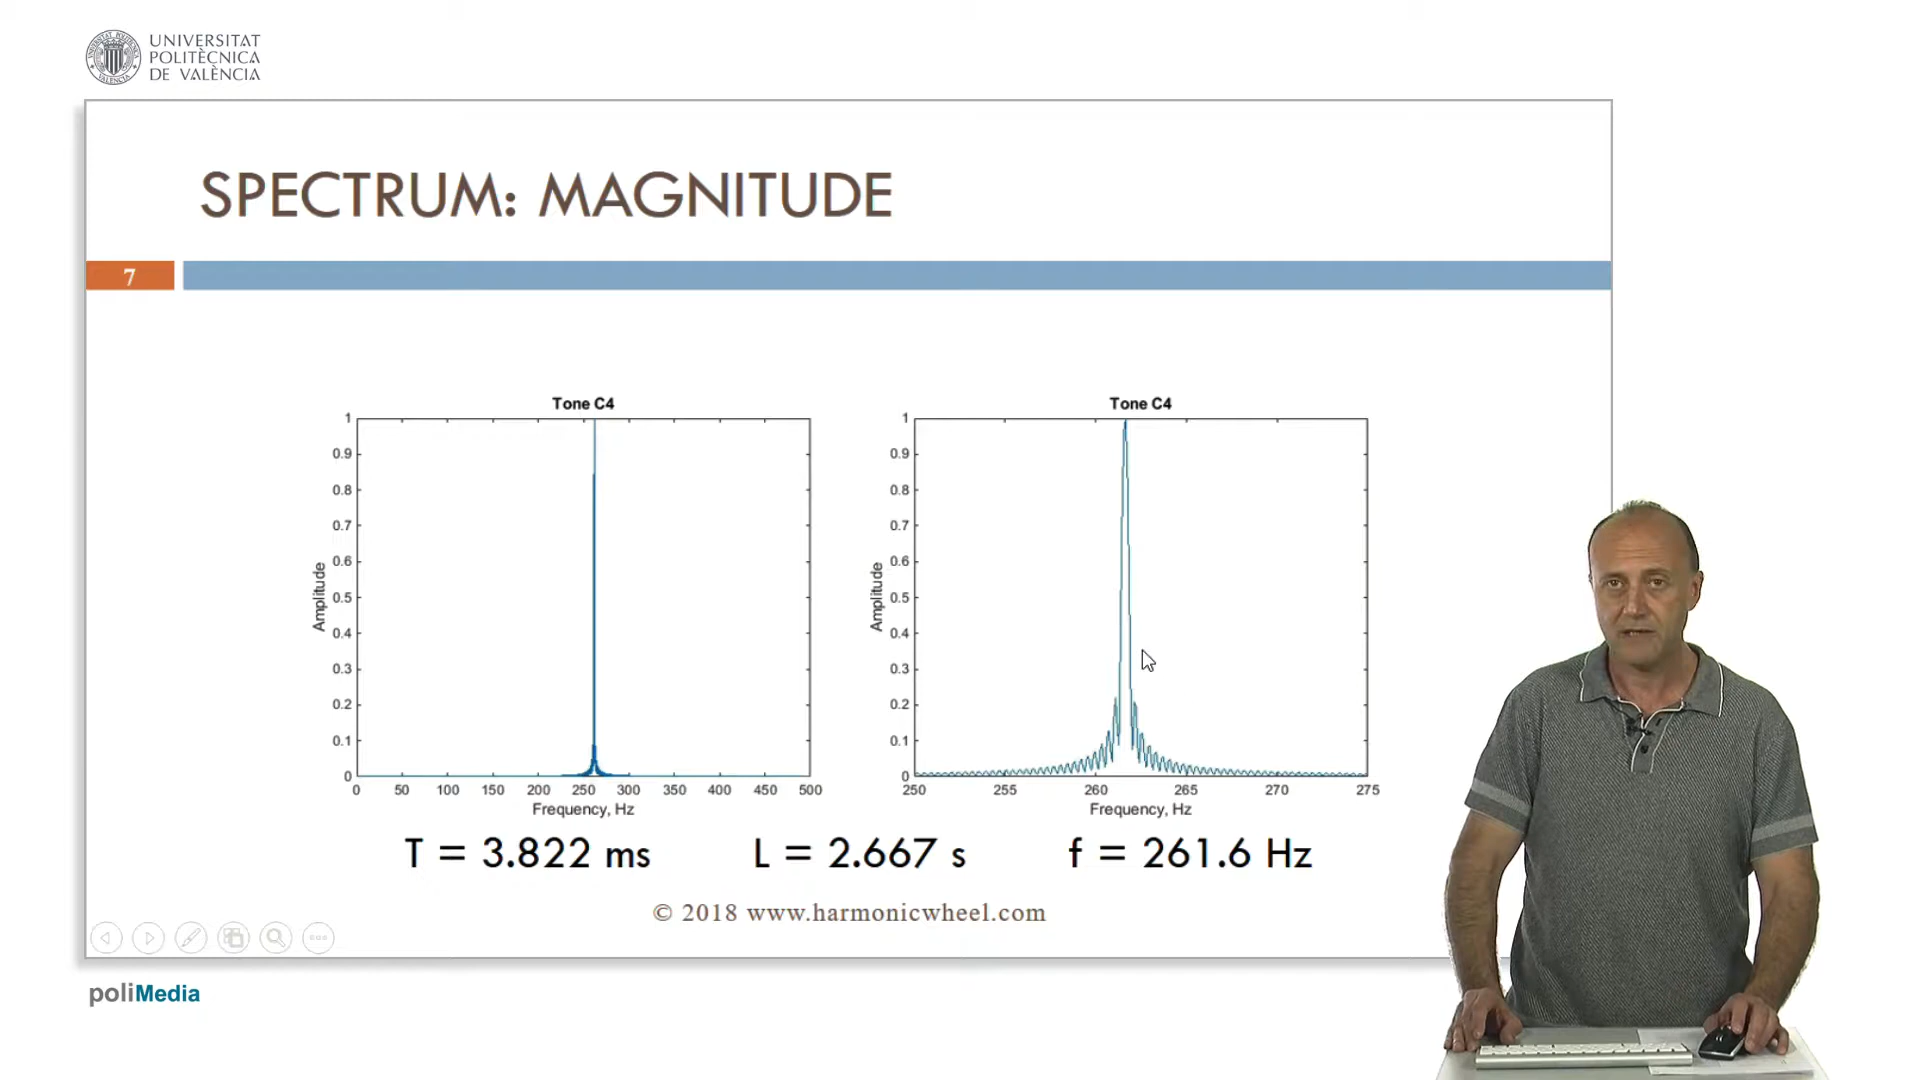 UNIVERSITAT
POLITÈCNICA
DE VALÈNCIA
SPECTRUM: MAGNITUDE
7
Tone C4
1
0.9
0.8
0.7
0.6
0.5
0.4
0.3
0.2
0.1
0
Amplitude
0 50 100 150 200 250 300 350 400 450 500
Frequency, Hz
Tone C4
1
0.9
0.8
0.7
0.6
0.5
0.4
0.3
0.2
0.1
0
Amplitude
250 255 260 265 270 275
Frequency, Hz
T = 3.822 ms L = 2.667 s f = 261.6 Hz
© 2018 www.harmonicwheel.com
poliMedia